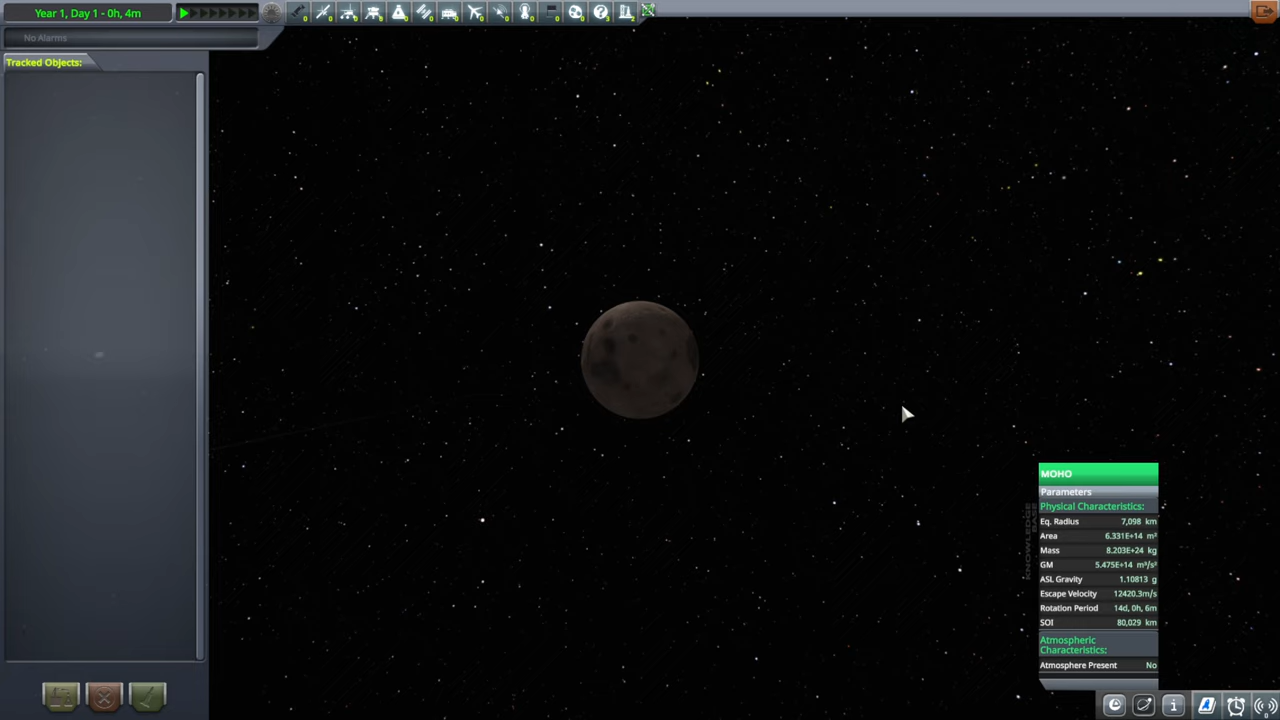 Year 1, Day 1 - 0h, 4m
No Alarms
Tracked Objects:
MOHO
Parameters
Physical Characteristics:
Eq. Radius 7,098 km
Area 6.331E+14 m²
Mass 8.203E+24 kg
GM 5.475E+14 m³/s²
ASL Gravity 1.10813 g
Escape Velocity 12420.3m/s
Rotation Period 14d, 0h, 6m
SOI 80,029 km
Atmospheric
Characteristics:
Atmosphere Present No
KNOWLEDGE
BASE